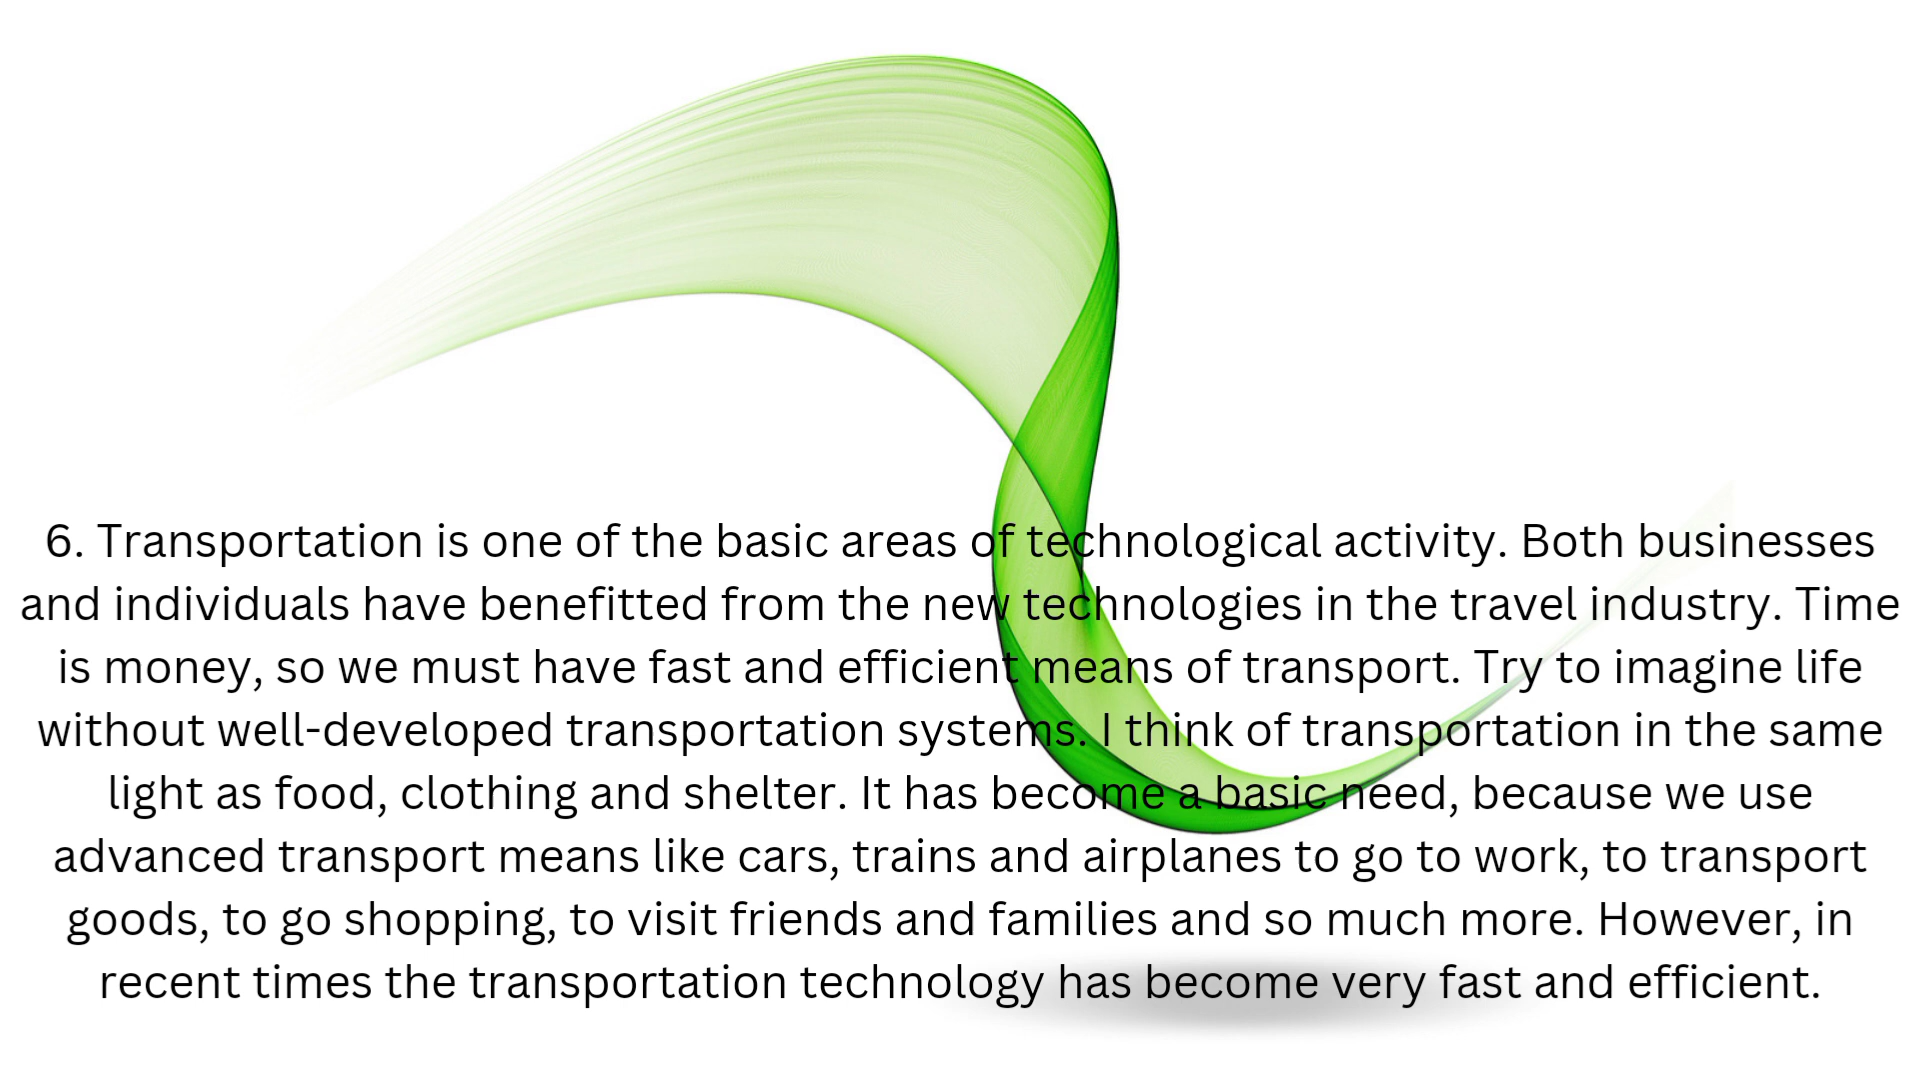 6. Transportation is one of the basic areas of technological activity. Both businesses
and individuals have benefitted from the new technologies in the travel industry. Time
is money, so we must have fast and efficient means of transport. Try to imagine life
without well-developed transportation systems. I think of transportation in the same
light as food, clothing and shelter. It has become a basic need, because we use
advanced transport means like cars, trains and airplanes to go to work, to transport
goods, to go shopping, to visit friends and families and so much more. However, in
recent times the transportation technology has become very fast and efficient.